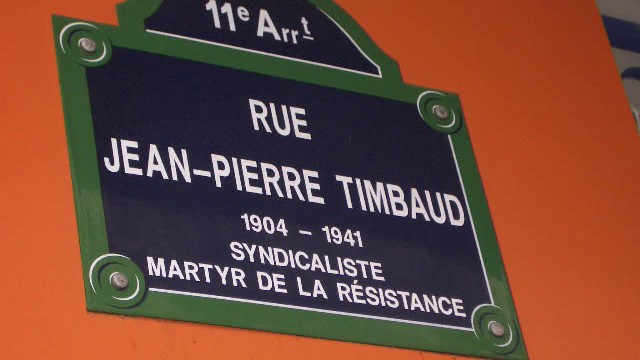 11e Arrt
RUE
JEAN-PIERRE TIMBAUD
1904 - 1941
SYNDICALISTE
MARTYR DE LA RÉSISTANCE